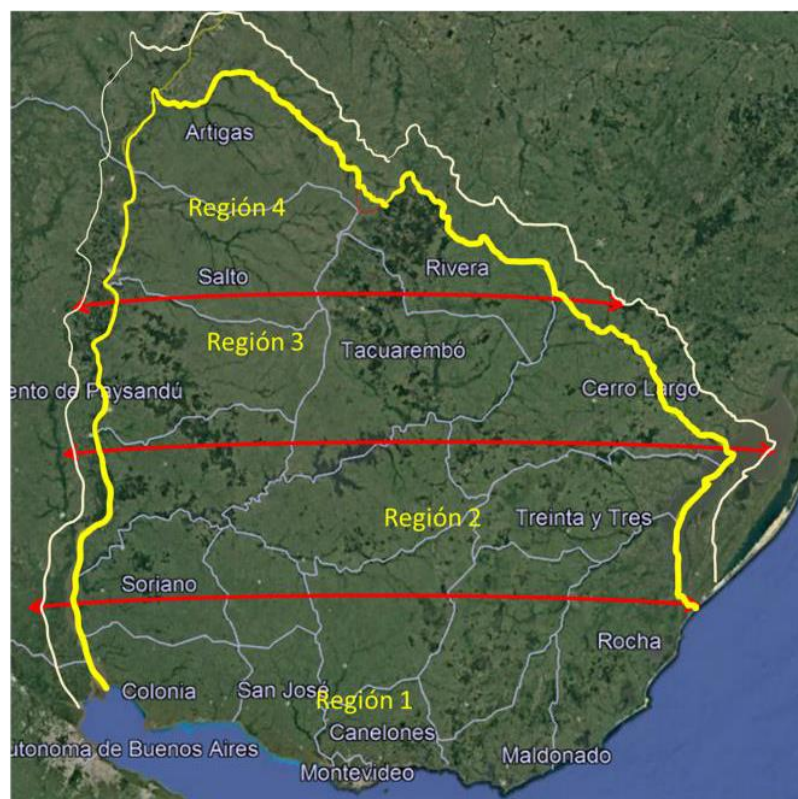 Artigas
Región 4
Salto
Rivera
Región 3
Tacuarembó
ento de Paysandú
Cerro Largo
Región 2
Treinta y Tres
Soriano
Rocha
Colonia
San José
Región 1
Canelones
utonoma de Buenos Aires
Maldonado
Montevideo